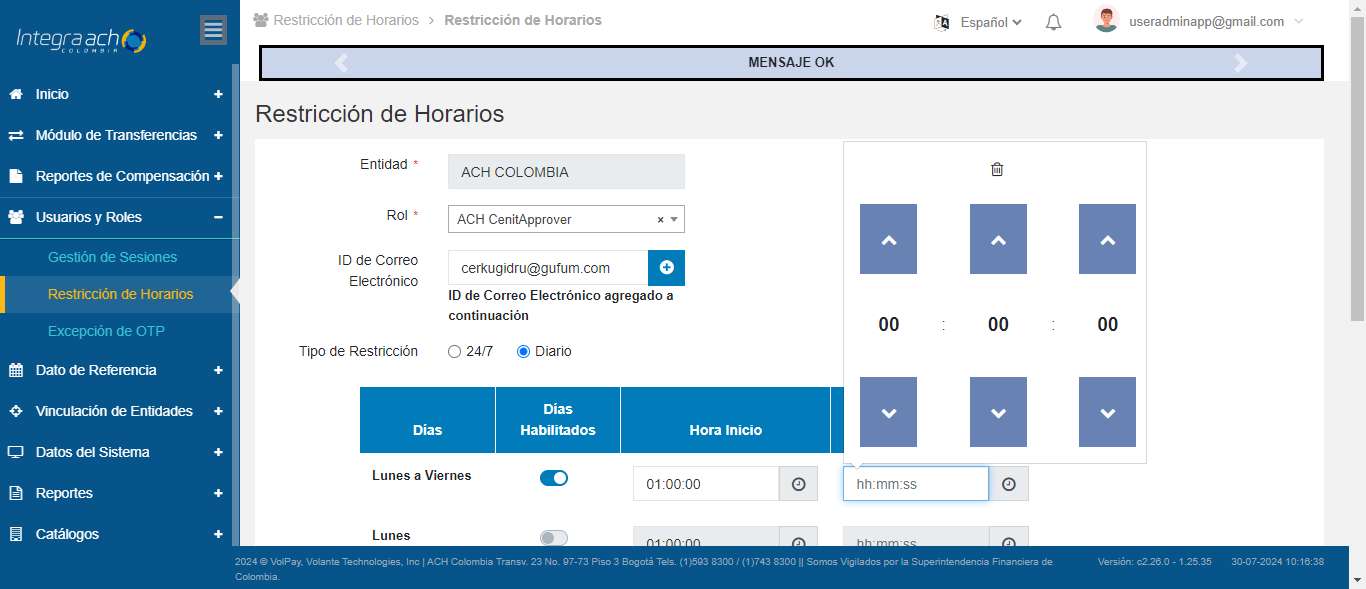 Integra ach
COLOMBIA
Restricción de Horarios > Restricción de Horarios
Español
useradminapp@gmail.com
MENSAJE OK
Inicio +
Módulo de Transferencias +
Reportes de Compensación +
Usuarios y Roles −
Gestión de Sesiones
Restricción de Horarios
Excepción de OTP
Dato de Referencia +
Vinculación de Entidades +
Datos del Sistema +
Reportes +
Catálogos +
Restricción de Horarios
Entidad *
ACH COLOMBIA
Rol *
ACH CenitApprover ×
ID de Correo
Electrónico
cerkugidru@gufum.com
ID de Correo Electrónico agregado a
continuación
Tipo de Restricción
24/7
Diario
00 : 00 : 00
Días
Días
Habilitados
Hora Inicio
Lunes a Viernes
01:00:00
hh:mm:ss
Lunes
01:00:00
hh:mm:ss
2024 © VolPay, Volante Technologies, Inc | ACH Colombia Transv. 23 No. 97-73 Piso 3 Bogotá Tels. (1)593 8300 / (1)743 8300 || Somos Vigilados por la Superintendencia Financiera de
Colombia.
Versión: c2.26.0 - 1.25.35
30-07-2024 10:16:38